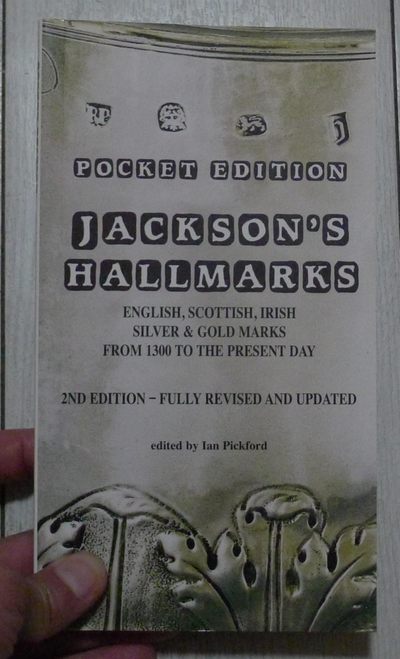 RP
POCKET EDITION
JACKSON'S
HALLMARKS
ENGLISH, SCOTTISH, IRISH
SILVER & GOLD MARKS
FROM 1300 TO THE PRESENT DAY
2ND EDITION – FULLY REVISED AND UPDATED
edited by Ian Pickford